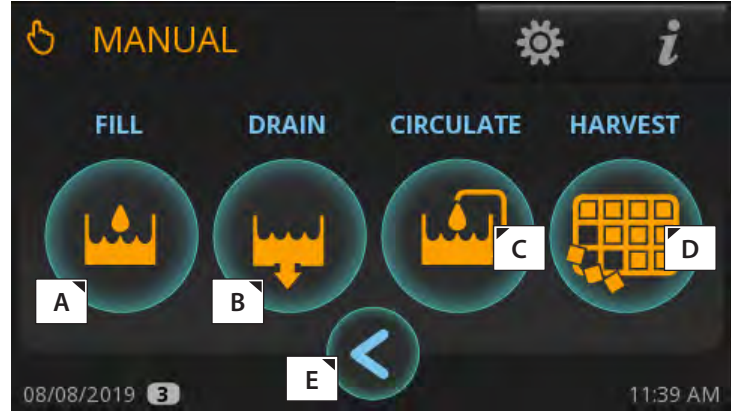 MANUAL i
FILL DRAIN CIRCULATE HARVEST
A B C D
E <
08/08/2019 3 11:39 AM